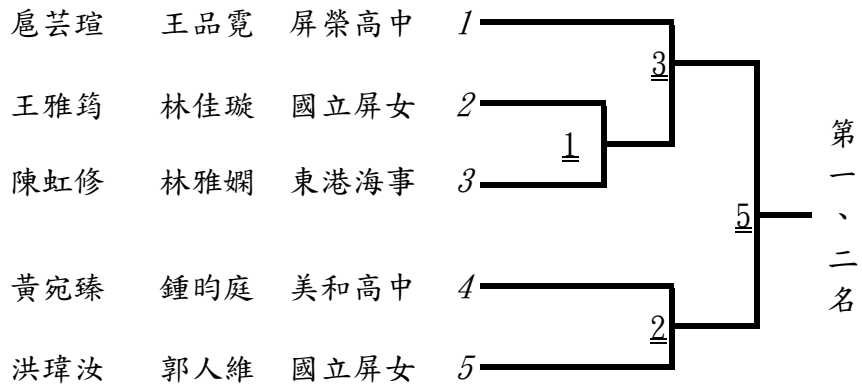 扈芸瑄 王品霓 屏榮高中 1
3
王雅筠 林佳璇 國立屏女 2
1
陳虹修 林雅嫻 東港海事 3
5
第一、二名
黃宛臻 鍾昀庭 美和高中 4
2
洪瑋汝 郭人維 國立屏女 5